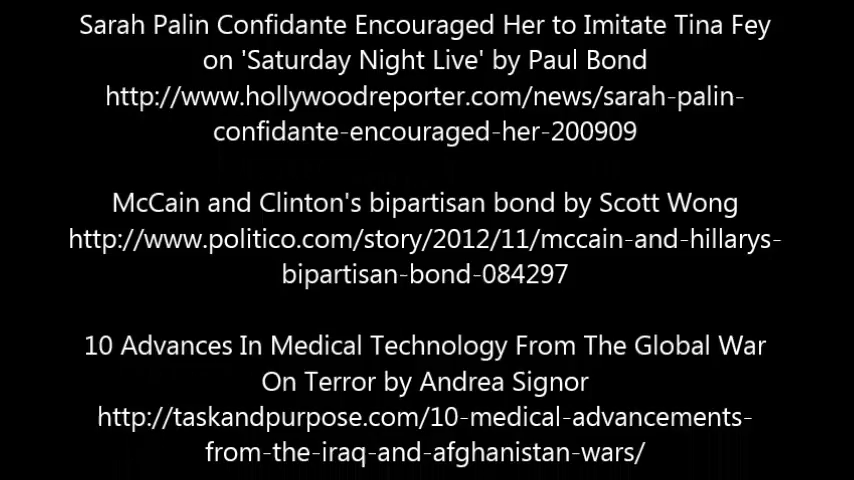 Sarah Palin Confidante Encouraged Her to Imitate Tina Fey
on 'Saturday Night Live' by Paul Bond
http://www.hollywoodreporter.com/news/sarah-palin-
confidante-encouraged-her-200909
McCain and Clinton's bipartisan bond by Scott Wong
http://www.politico.com/story/2012/11/mccain-and-hillarys-
bipartisan-bond-084297
10 Advances In Medical Technology From The Global War
On Terror by Andrea Signor
http://taskandpurpose.com/10-medical-advancements-
from-the-iraq-and-afghanistan-wars/